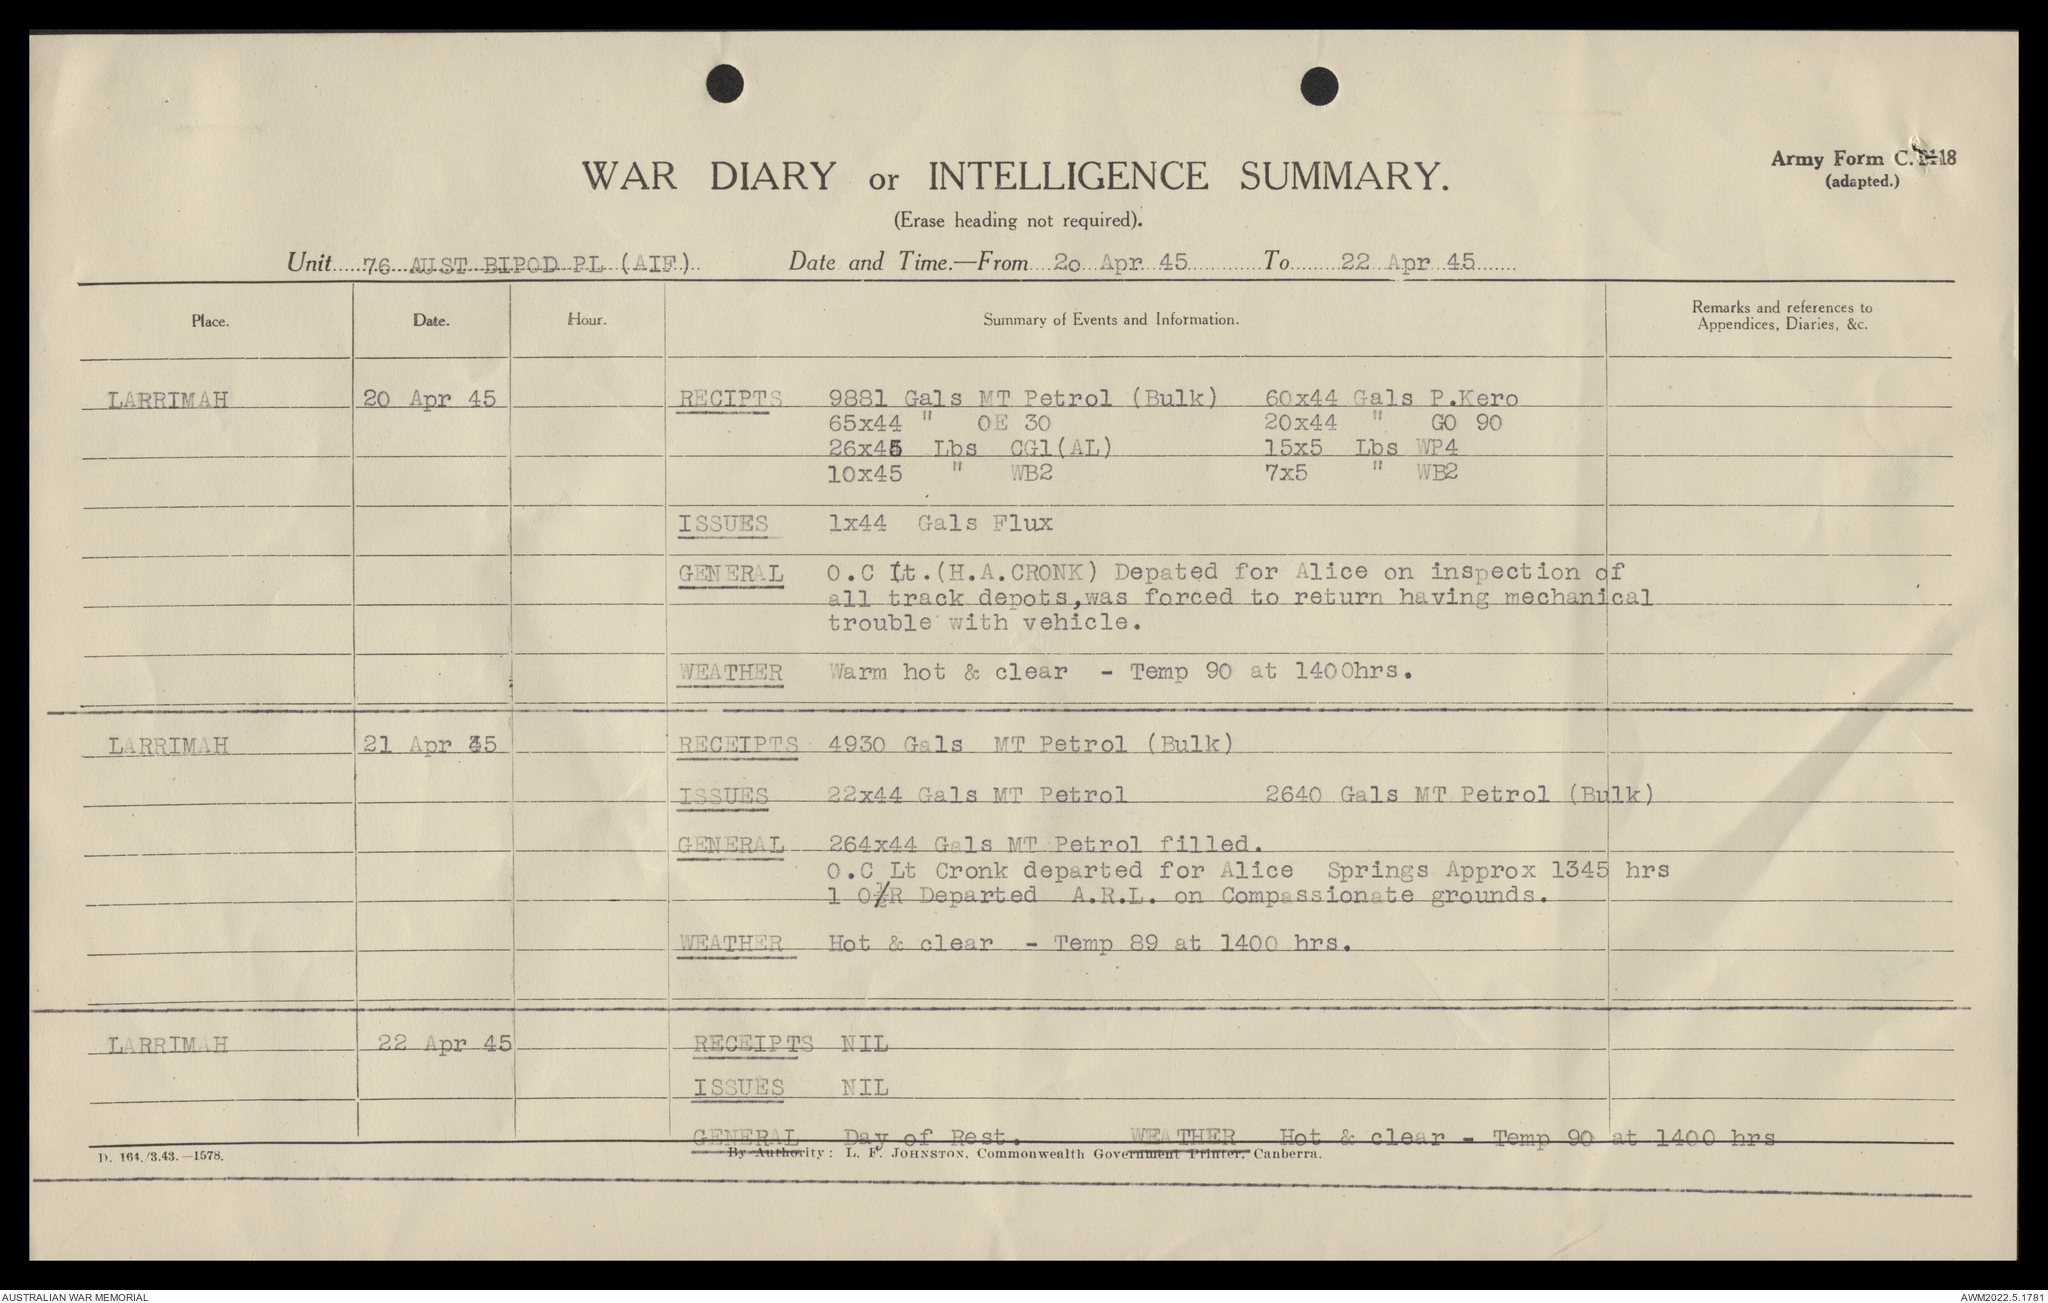 WAR DIARY or INTELLIGENCE SUMMARY.
Army Form C. 2118
(adapted.)
(Erase heading not required).
Unit 76 AUST BIPOD PL (AIF) Date and Time.—From 20 Apr 45 To 22 Apr 45
Place. Date. Hour. Summary of Events and Information. Remarks and references to
Appendices, Diaries, &c.
LARRIMAH 20 Apr 45 RECIPTS 9881 Gals MT Petrol (Bulk) 60x44 Gals P.Kero
65x44 " OE 30 20x44 " GO 90
26x45 Lbs CG1(AL) 15x5 Lbs WP4
10x45 " WB2 7x5 " WB2
ISSUES 1x44 Gals Flux
GENERAL O.C Lt.(H.A.CRONK) Depated for Alice on inspection of
all track depots,was forced to return having mechanical
trouble with vehicle.
WEATHER Warm hot & clear - Temp 90 at 1400hrs.
LARRIMAH 21 Apr 45 RECEIPTS 4930 Gals MT Petrol (Bulk)
ISSUES 22x44 Gals MT Petrol 2640 Gals MT Petrol (Bulk)
GENERAL 264x44 Gals MT Petrol filled.
O.C Lt Cronk departed for Alice Springs Approx 1345 hrs
1 O/R Departed A.R.L. on Compassionate grounds.
WEATHER Hot & clear - Temp 89 at 1400 hrs.
LARRIMAH 22 Apr 45 RECEIPTS NIL
ISSUES NIL
GENERAL Day of Rest. WEATHER Hot & clear - Temp 90 at 1400 hrs
D. 164./3.43.—1578. By Authority: L. F. JOHNSTON, Commonwealth Government Printer, Canberra.
AUSTRALIAN WAR MEMORIAL AWM2022.5.1781